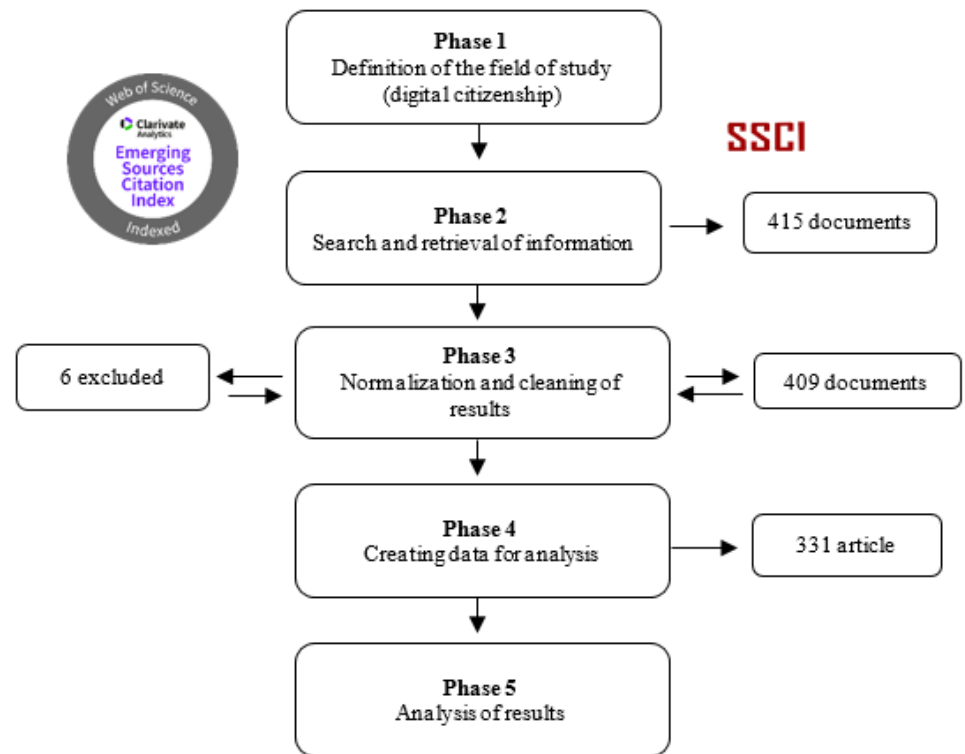 Phase 1
Definition of the field of study
(digital citizenship)
Web of Science
Clarivate
Analytics
Emerging
Sources
Citation
Index
Indexed
SSCI
Phase 2
Search and retrieval of information
415 documents
6 excluded
Phase 3
Normalization and cleaning of
results
409 documents
Phase 4
Creating data for analysis
331 article
Phase 5
Analysis of results